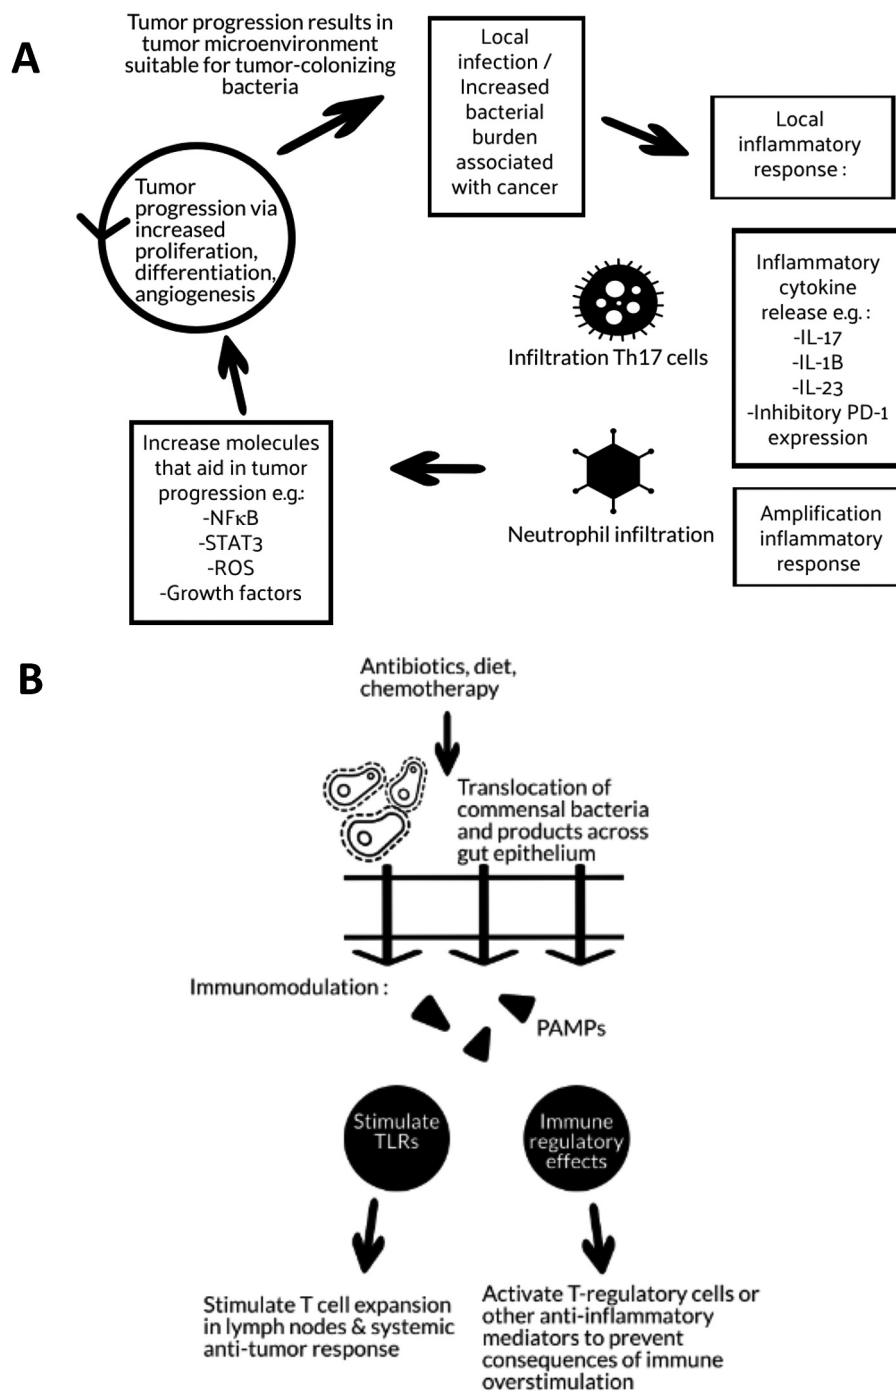 A
Tumor progression results in
tumor microenvironment
suitable for tumor-colonizing
bacteria
Local
infection /
Increased
bacterial
burden
associated
with cancer
Local
inflammatory
response :
Tumor
progression via
increased
proliferation,
differentiation,
angiogenesis
Inflammatory
cytokine
release e.g. :
-IL-17
-IL-1B
-IL-23
-Inhibitory PD-1
expression
Infiltration Th17 cells
Increase molecules
that aid in tumor
progression e.g.:
-NFκB
-STAT3
-ROS
-Growth factors
Neutrophil infiltration
Amplification
inflammatory
response
B
Antibiotics, diet,
chemotherapy
Translocation of
commensal bacteria
and products across
gut epithelium
Immunomodulation :
PAMPs
Stimulate
TLRs
Immune
regulatory
effects
Stimulate T cell expansion
in lymph nodes & systemic
anti-tumor response
Activate T-regulatory cells or
other anti-inflammatory
mediators to prevent
consequences of immune
overstimulation